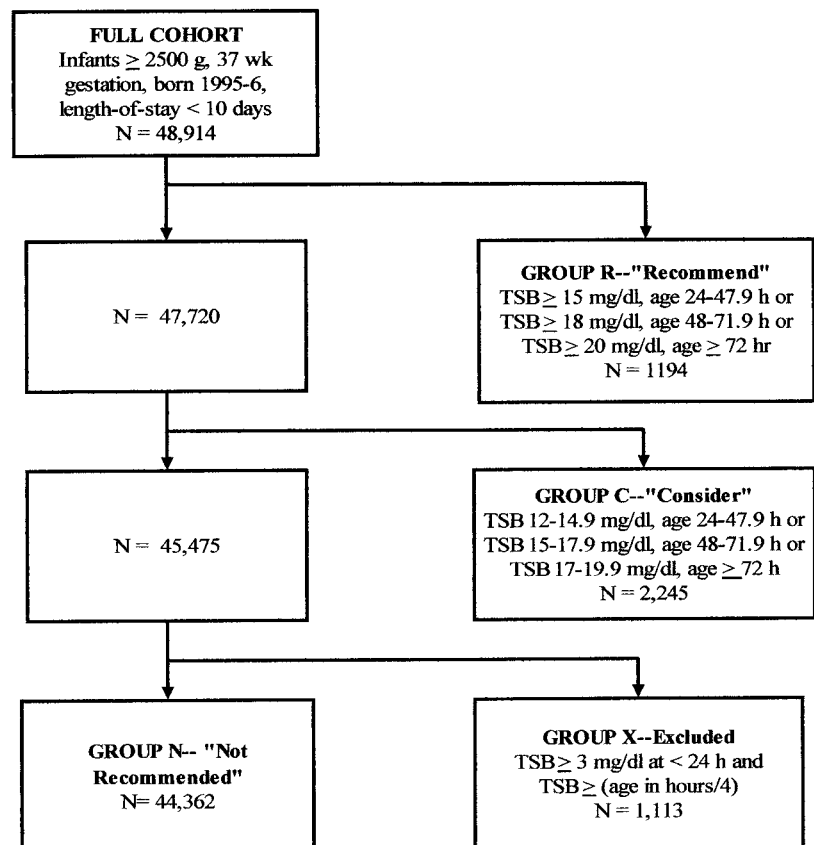 FULL COHORT
Infants ≥ 2500 g, 37 wk
gestation, born 1995-6,
length-of-stay < 10 days
N = 48,914
N = 47,720
GROUP R--"Recommend"
TSB ≥ 15 mg/dl, age 24-47.9 h or
TSB ≥ 18 mg/dl, age 48-71.9 h or
TSB ≥ 20 mg/dl, age ≥ 72 hr
N = 1194
N = 45,475
GROUP C--"Consider"
TSB 12-14.9 mg/dl, age 24-47.9 h or
TSB 15-17.9 mg/dl, age 48-71.9 h or
TSB 17-19.9 mg/dl, age ≥ 72 h
N = 2,245
GROUP N-- "Not
Recommended"
N= 44,362
GROUP X--Excluded
TSB ≥ 3 mg/dl at < 24 h and
TSB ≥ (age in hours/4)
N = 1,113